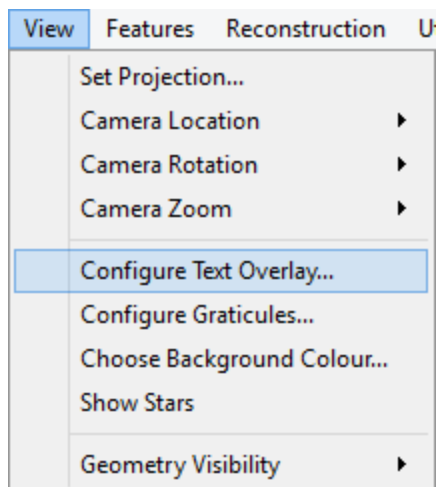 View Features Reconstruction
Set Projection...
Camera Location
Camera Rotation
Camera Zoom
Configure Text Overlay...
Configure Graticules...
Choose Background Colour...
Show Stars
Geometry Visibility